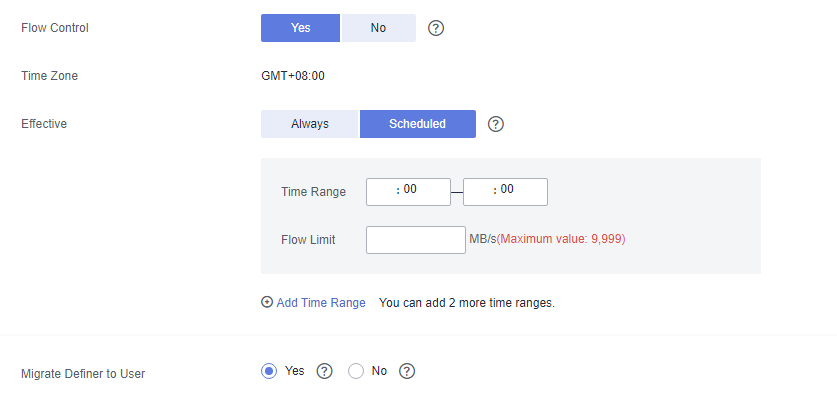 Flow Control Yes No ?
Time Zone GMT+08:00
Effective Always Scheduled ?
Time Range : 00 — : 00
Flow Limit MB/s(Maximum value: 9,999)
Add Time Range You can add 2 more time ranges.
Migrate Definer to User Yes ? No ?